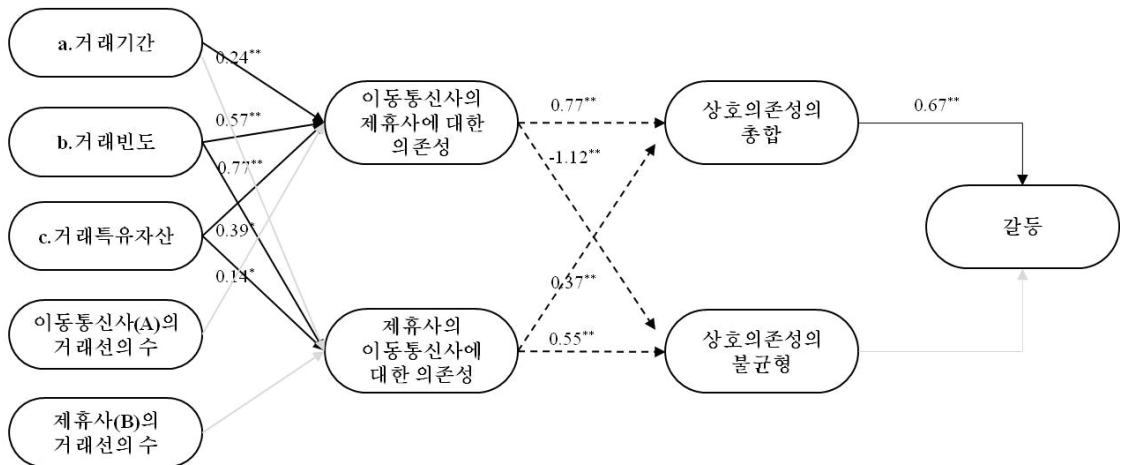 a.거래기간
b.거래빈도
c.거래특유자산
이동통신사(A)의
거래선의 수
제휴사(B)의
거래선의 수
0.24**
0.57**
0.77**
0.39*
0.14*
이동통신사의
제휴사에 대한
의존성
제휴사의
이동통신사에
대한 의존성
0.77**
-1.12**
0.37**
0.55**
상호의존성의
총합
상호의존성의
불균형
0.67**
갈등